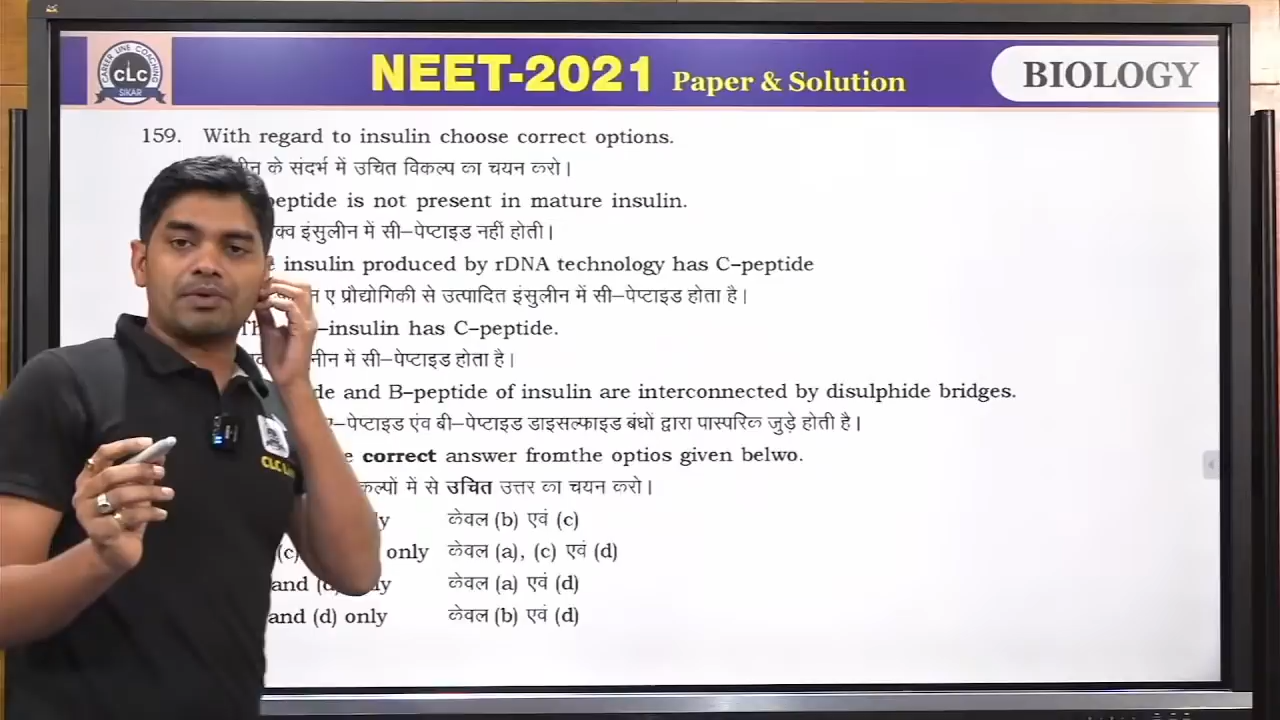 CAREER LINE COACHING
CLC
SIKAR
NEET-2021 Paper & Solution
BIOLOGY
159. With regard to insulin choose correct options.
के संदर्भ में उचित विकल्प का चयन करो।
peptide is not present in mature insulin.
इंसुलीन में सी–पेप्टाइड नहीं होती।
insulin produced by rDNA technology has C–peptide
ए प्रौद्योगिकी से उत्पादित इंसुलीन में सी–पेप्टाइड होता है।
–insulin has C–peptide.
में सी–पेप्टाइड होता है।
and B–peptide of insulin are interconnected by disulphide bridges.
–पेप्टाइड एंव बी–पेप्टाइड डाइसल्फाइड बंधों द्वारा पास्परिक जुड़े होती है।
correct answer fromthe optios given belwo.
में से उचित उत्तर का चयन करो।
केवल (b) एवं (c)
(c) only केवल (a), (c) एवं (d)
and केवल (a) एवं (d)
and (d) only केवल (b) एवं (d)
CLC